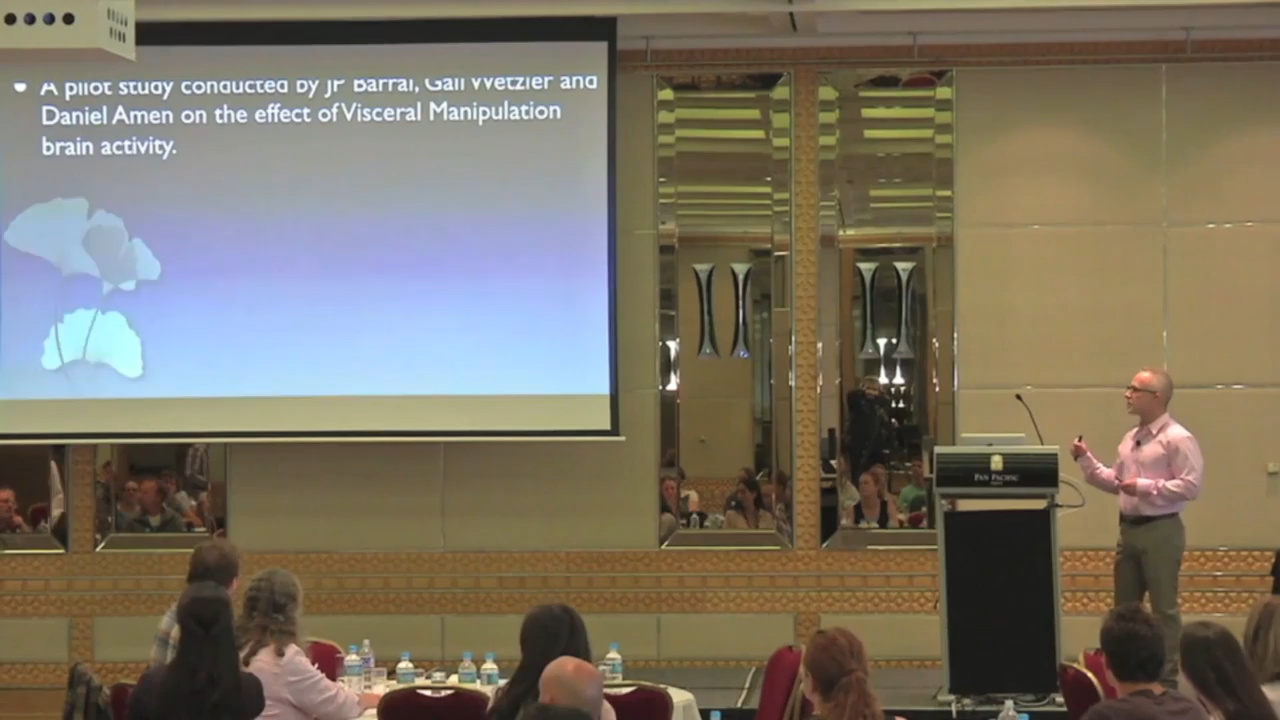 A pilot study conducted by JP Barral, Gail Wetzler and
Daniel Amen on the effect of Visceral Manipulation
brain activity.
PAN PACIFIC